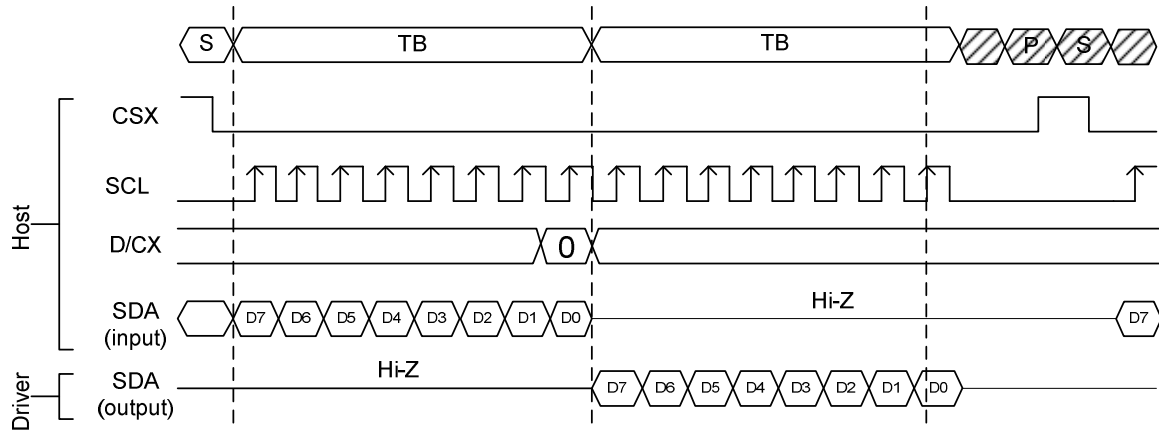 S TB TB P S
CSX
SCL
D/CX 0
SDA (input) D7 D6 D5 D4 D3 D2 D1 D0 Hi-Z D7
Host
SDA (output) Hi-Z D7 D6 D5 D4 D3 D2 D1 D0
Driver